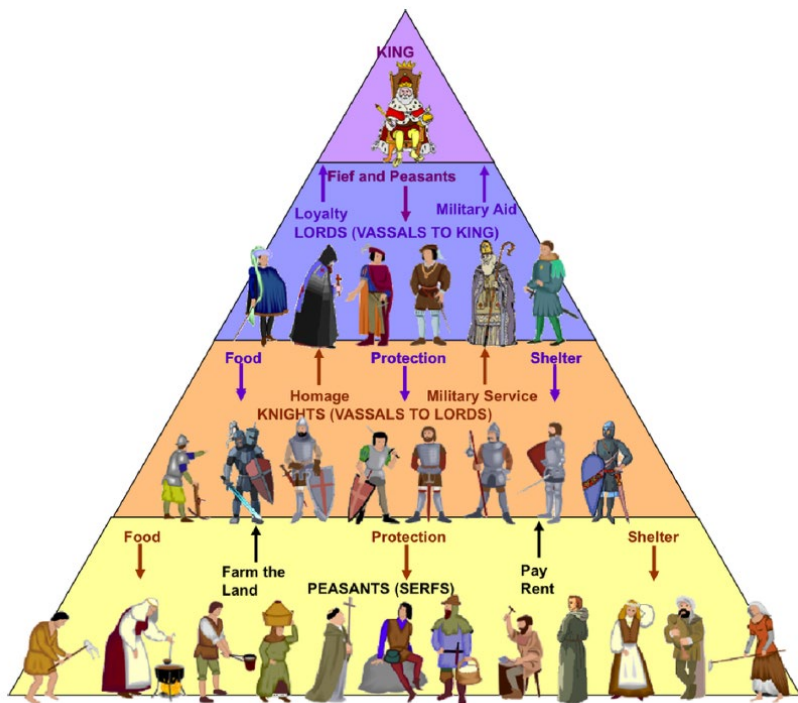 KING
Fief and Peasants
Loyalty
Military Aid
LORDS (VASSALS TO KING)
Food
Protection
Shelter
Homage
Military Service
KNIGHTS (VASSALS TO LORDS)
Food
Protection
Shelter
Farm the
Land
Pay
Rent
PEASANTS (SERFS)